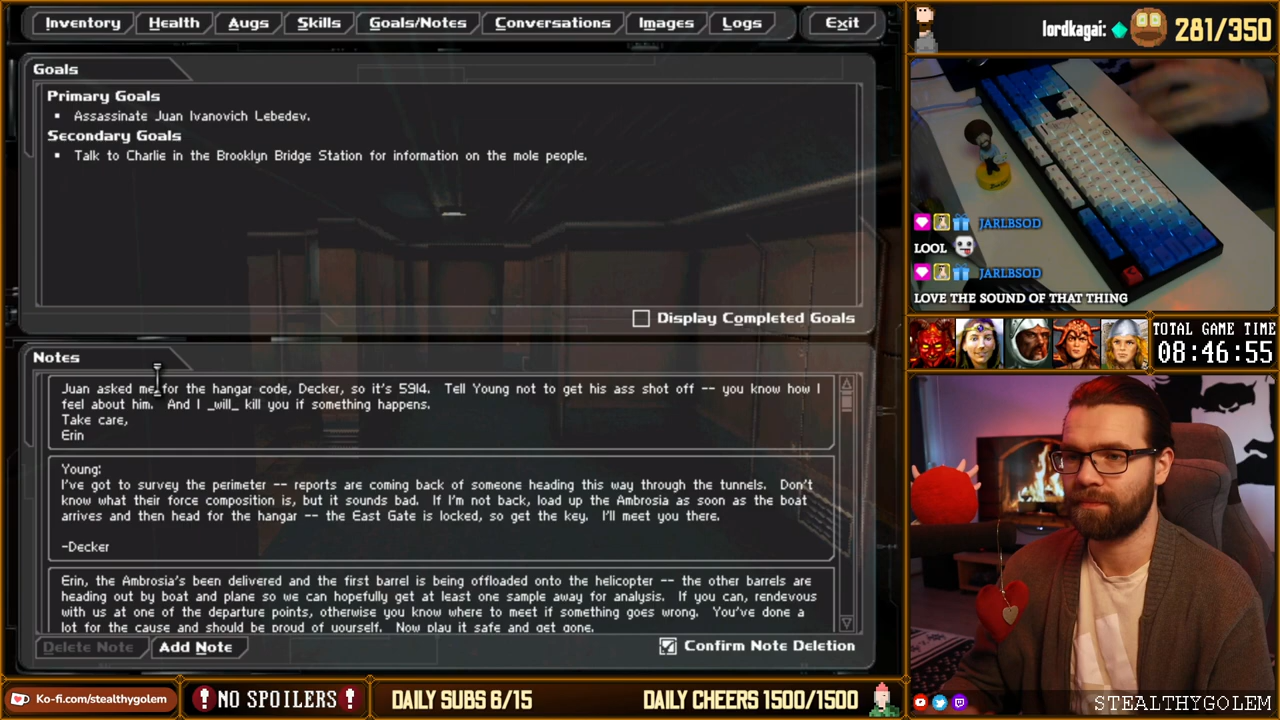 Inventory Health Augs Skills Goals/Notes Conversations Images Logs Exit
Goals
Primary Goals
▪ Assassinate Juan Ivanovich Lebedev.
Secondary Goals
▪ Talk to Charlie in the Brooklyn Bridge Station for information on the mole people.
Display Completed Goals
Notes
Juan asked me for the hangar code, Decker, so it's 5914. Tell Young not to get his ass shot off -- you know how I
feel about him. And I _will_ kill you if something happens.
Take care,
Erin
Young:
I've got to survey the perimeter -- reports are coming back of someone heading this way through the tunnels. Don't
know what their force composition is, but it sounds bad. If I'm not back, load up the Ambrosia as soon as the boat
arrives and then head for the hangar -- the East Gate is locked, so get the key. I'll meet you there.
-Decker
Erin, the Ambrosia's been delivered and the first barrel is being offloaded onto the helicopter -- the other barrels are
heading out by boat and plane so we can hopefully get at least one sample away for analysis. If you can, rendevous
with us at one of the departure points, otherwise you know where to meet if something goes wrong. You've done a
lot for the cause and should be proud of yourself. Now play it safe and get gone.
Delete Note Add Note Confirm Note Deletion
lordkagai: 281/350
JARLBSOD
LOOL
JARLBSOD
LOVE THE SOUND OF THAT THING
TOTAL GAME TIME
08:46:55
Ko-fi.com/stealthygolem
! NO SPOILERS !
DAILY SUBS 6/15
DAILY CHEERS 1500/1500
STEALTHYGOLEM